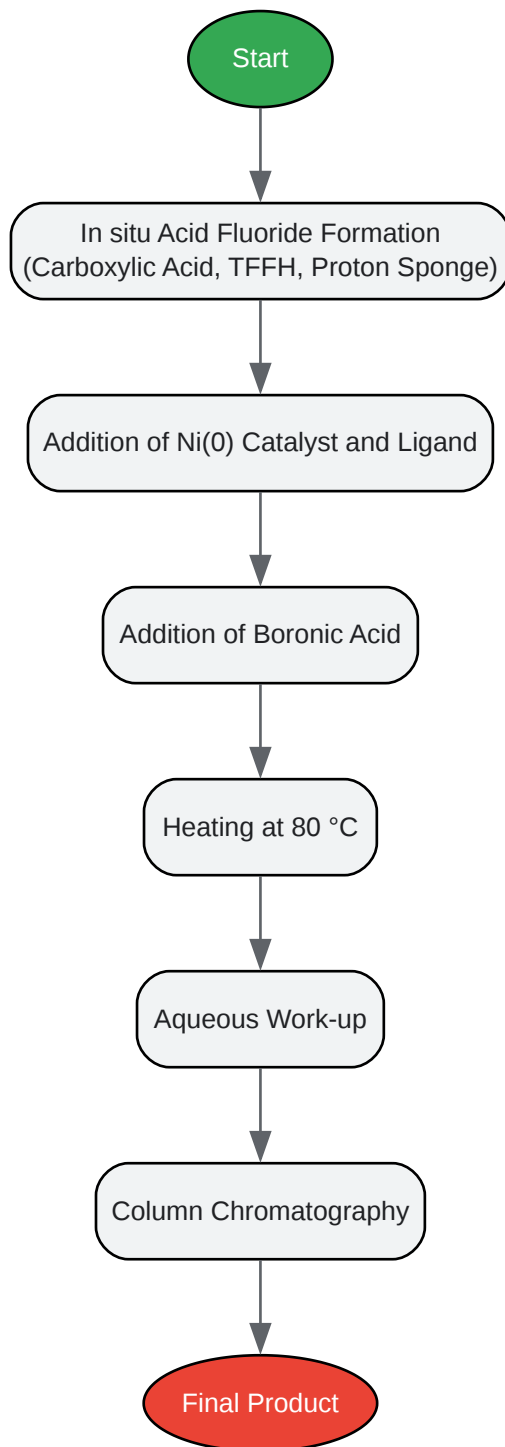 Start
In situ Acid Fluoride Formation
(Carboxylic Acid, TFFH, Proton Sponge)
Addition of Ni(0) Catalyst and Ligand
Addition of Boronic Acid
Heating at 80 °C
Aqueous Work-up
Column Chromatography
Final Product